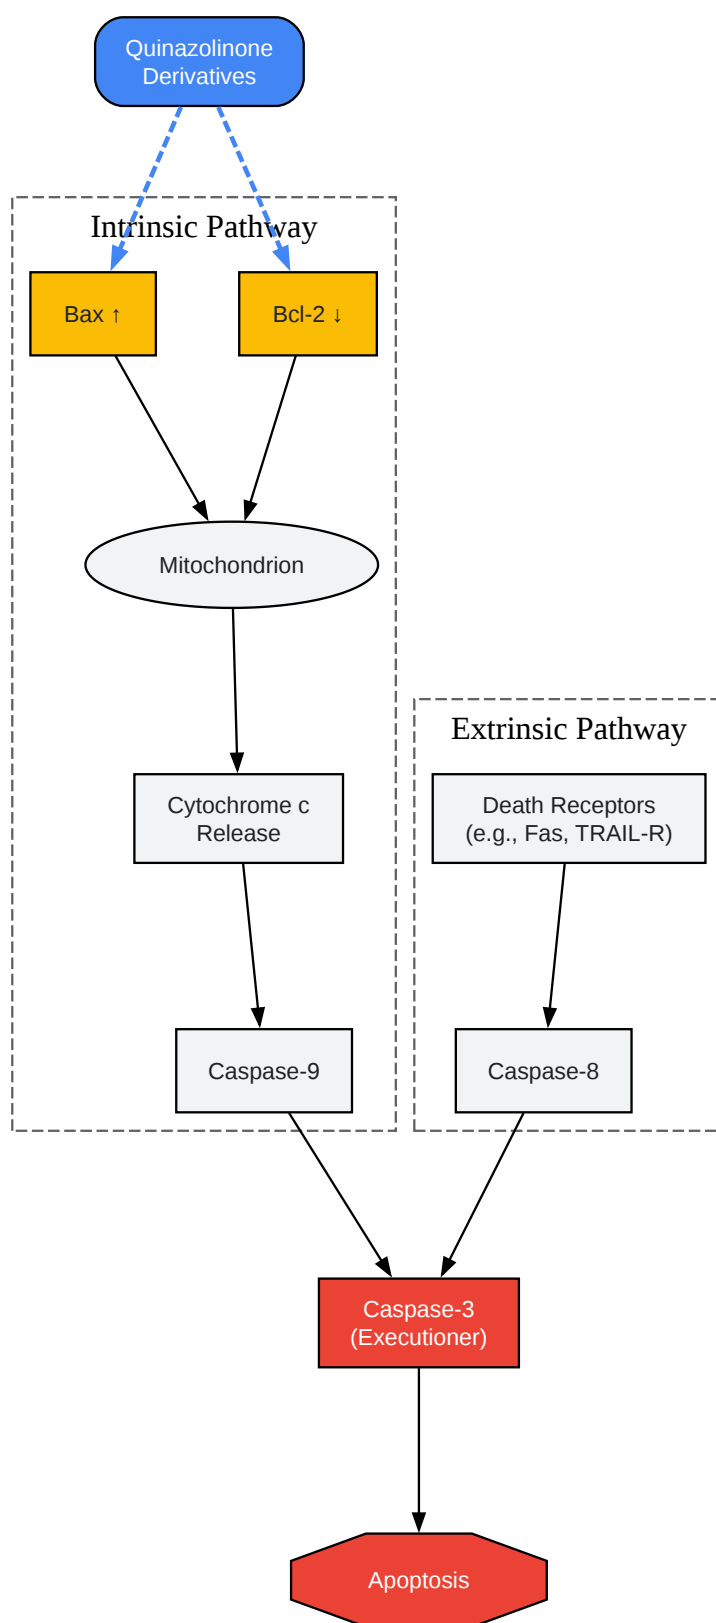 Quinazolinone
Derivatives
Intrinsic Pathway
Bax ↑
Bcl-2 ↓
Mitochondrion
Extrinsic Pathway
Cytochrome c
Release
Death Receptors
(e.g., Fas, TRAIL-R)
Caspase-9
Caspase-8
Caspase-3
(Executioner)
Apoptosis